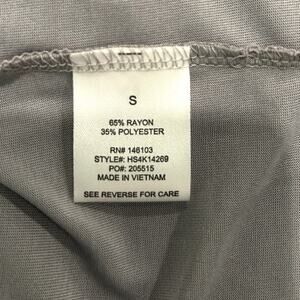 S
65% RAYON
35% POLYESTER
RN# 146103
STYLE#: HS4K14269
PO#: 205515
MADE IN VIETNAM
SEE REVERSE FOR CARE